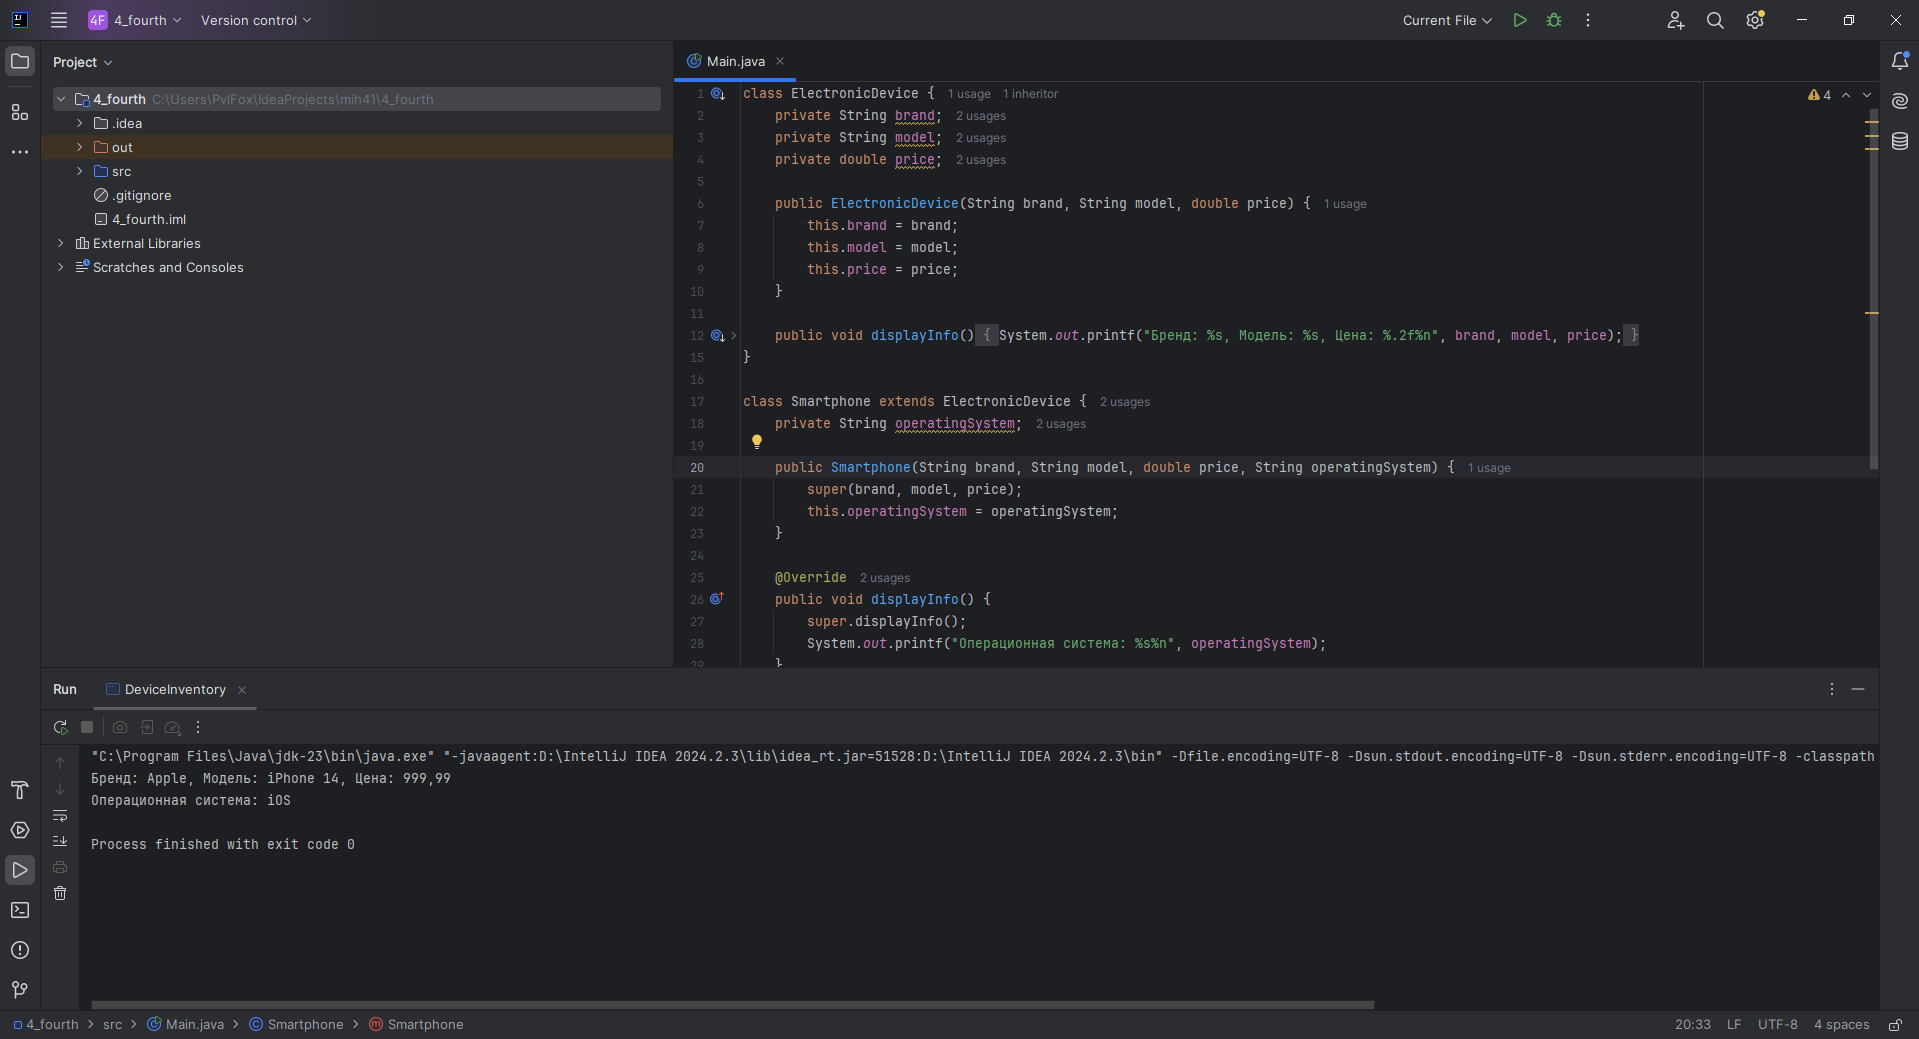 4F 4_fourth Version control Current File
Project
4_fourth C:\Users\PvlFox\IdeaProjects\mih41\4_fourth
.idea
out
src
.gitignore
4_fourth.iml
External Libraries
Scratches and Consoles
Main.java
4
1 class ElectronicDevice { 1 usage 1 inheritor
2 private String brand; 2 usages
3 private String model; 2 usages
4 private double price; 2 usages
5
6 public ElectronicDevice(String brand, String model, double price) { 1 usage
7 this.brand = brand;
8 this.model = model;
9 this.price = price;
10 }
11
12 public void displayInfo() { System.out.printf("Бренд: %s, Модель: %s, Цена: %.2f%n", brand, model, price); }
15 }
16
17 class Smartphone extends ElectronicDevice { 2 usages
18 private String operatingSystem; 2 usages
19
20 public Smartphone(String brand, String model, double price, String operatingSystem) { 1 usage
21 super(brand, model, price);
22 this.operatingSystem = operatingSystem;
23 }
24
25 @Override 2 usages
26 public void displayInfo() {
27 super.displayInfo();
28 System.out.printf("Операционная система: %s%n", operatingSystem);
29 }
Run DeviceInventory
"C:\Program Files\Java\jdk-23\bin\java.exe" "-javaagent:D:\IntelliJ IDEA 2024.2.3\lib\idea_rt.jar=51528:D:\IntelliJ IDEA 2024.2.3\bin" -Dfile.encoding=UTF-8 -Dsun.stdout.encoding=UTF-8 -Dsun.stderr.encoding=UTF-8 -classpath
Бренд: Apple, Модель: iPhone 14, Цена: 999,99
Операционная система: iOS
Process finished with exit code 0
4_fourth src Main.java Smartphone Smartphone 20:33 LF UTF-8 4 spaces